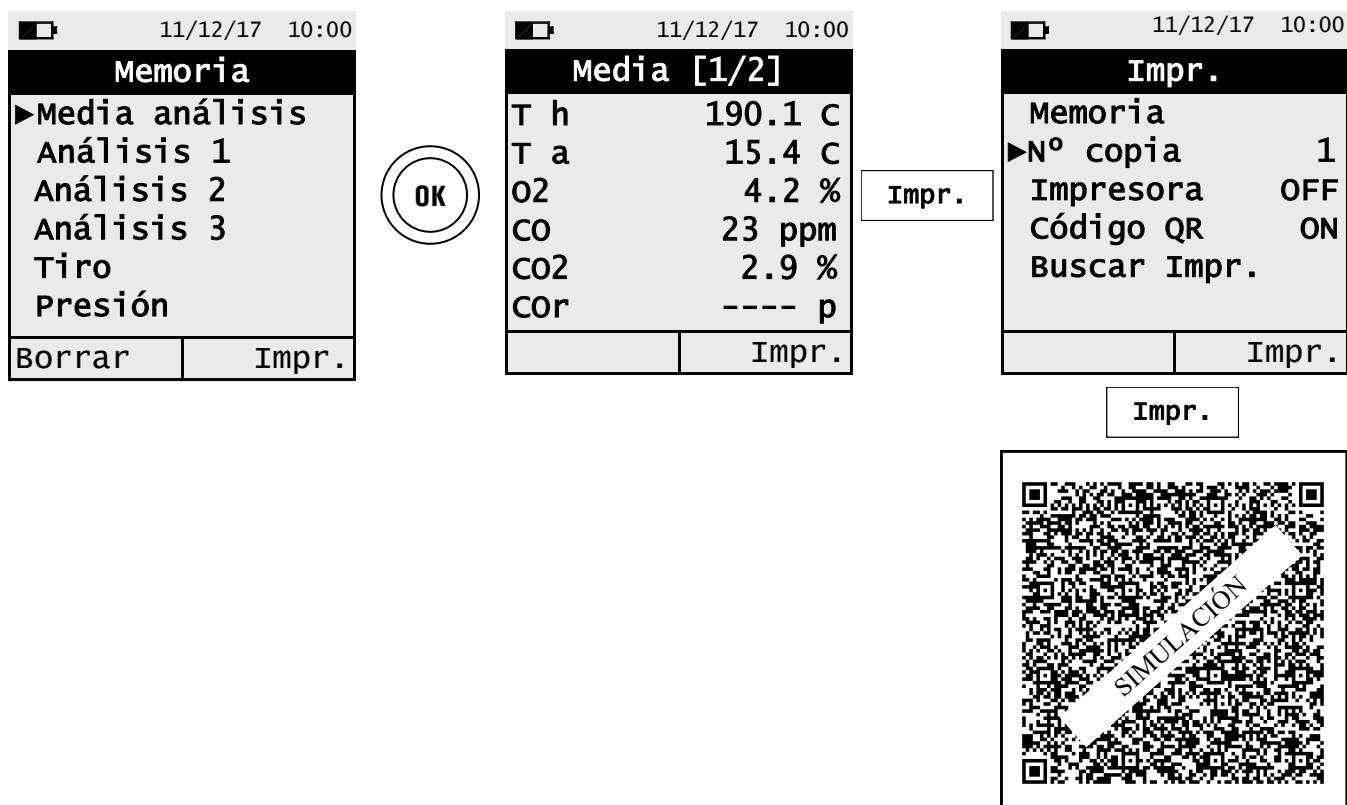 11/12/17 10:00
Memoria
►Media análisis
Análisis 1
Análisis 2
Análisis 3
Tiro
Presión
Borrar Impr.
OK
11/12/17 10:00
Media [1/2]
T h 190.1 C
T a 15.4 C
O2 4.2 %
CO 23 ppm
CO2 2.9 %
COr ---- p
Impr.
Impr.
11/12/17 10:00
Impr.
Memoria
►Nº copia 1
Impresora OFF
Código QR ON
Buscar Impr.
Impr.
Impr.
SIMULACIÓN